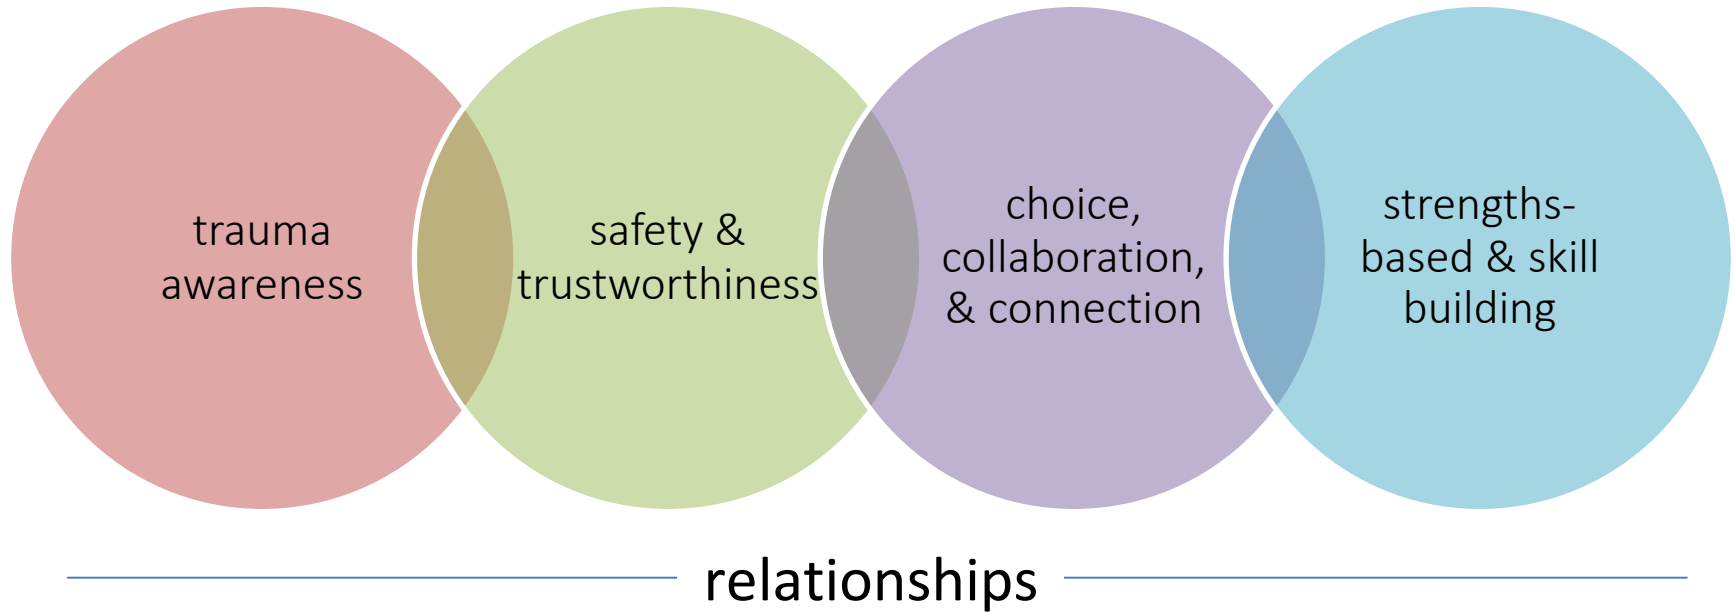 trauma
awareness
safety &
trustworthiness
choice,
collaboration,
& connection
strengths-
based & skill
building
relationships